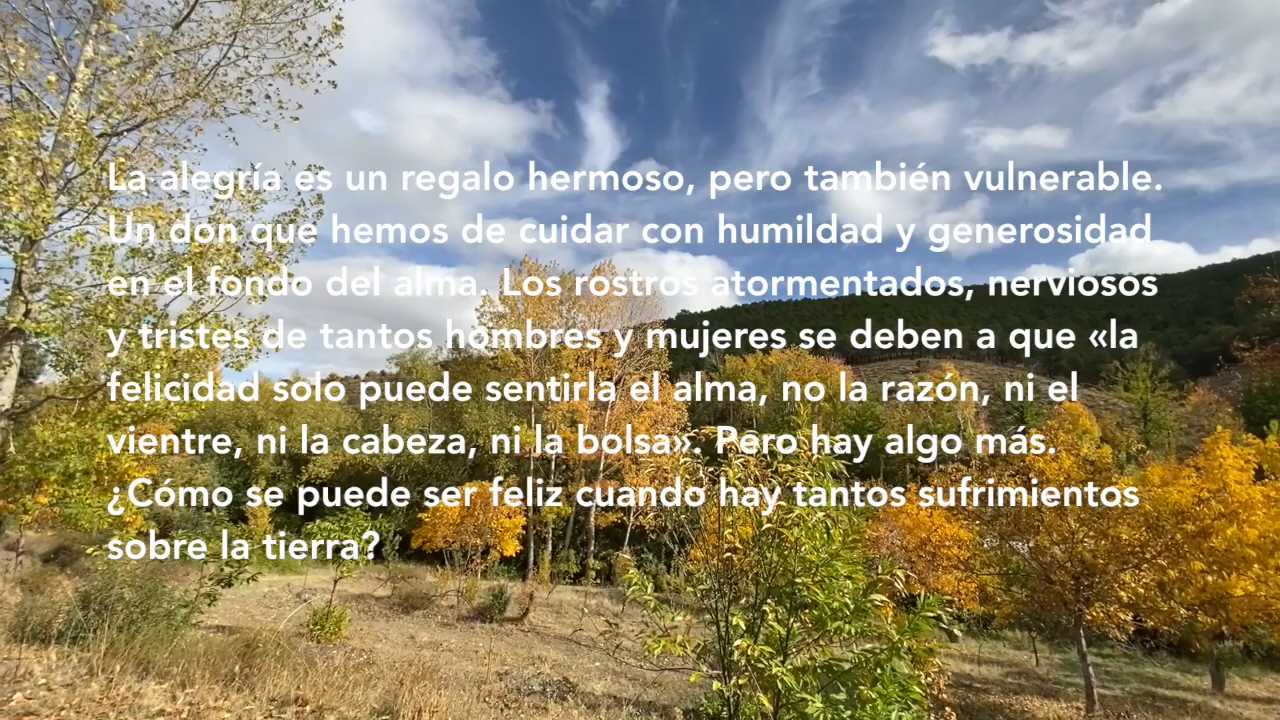 La alegría es un regalo hermoso, pero también vulnerable.
Un don que hemos de cuidar con humildad y generosidad
en el fondo del alma. Los rostros atormentados, nerviosos
y tristes de tantos hombres y mujeres se deben a que «la
felicidad solo puede sentirla el alma, no la razón, ni el
vientre, ni la cabeza, ni la bolsa». Pero hay algo más.
¿Cómo se puede ser feliz cuando hay tantos sufrimientos
sobre la tierra?